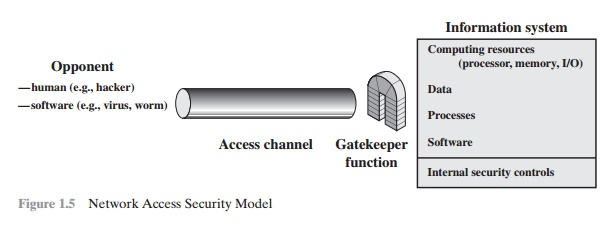 Information system
Computing resources
(processor, memory, I/O)
Data
Processes
Software
Internal security controls
Opponent
—human (e.g., hacker)
—software (e.g., virus, worm)
Access channel
Gatekeeper
function
Figure 1.5 Network Access Security Model